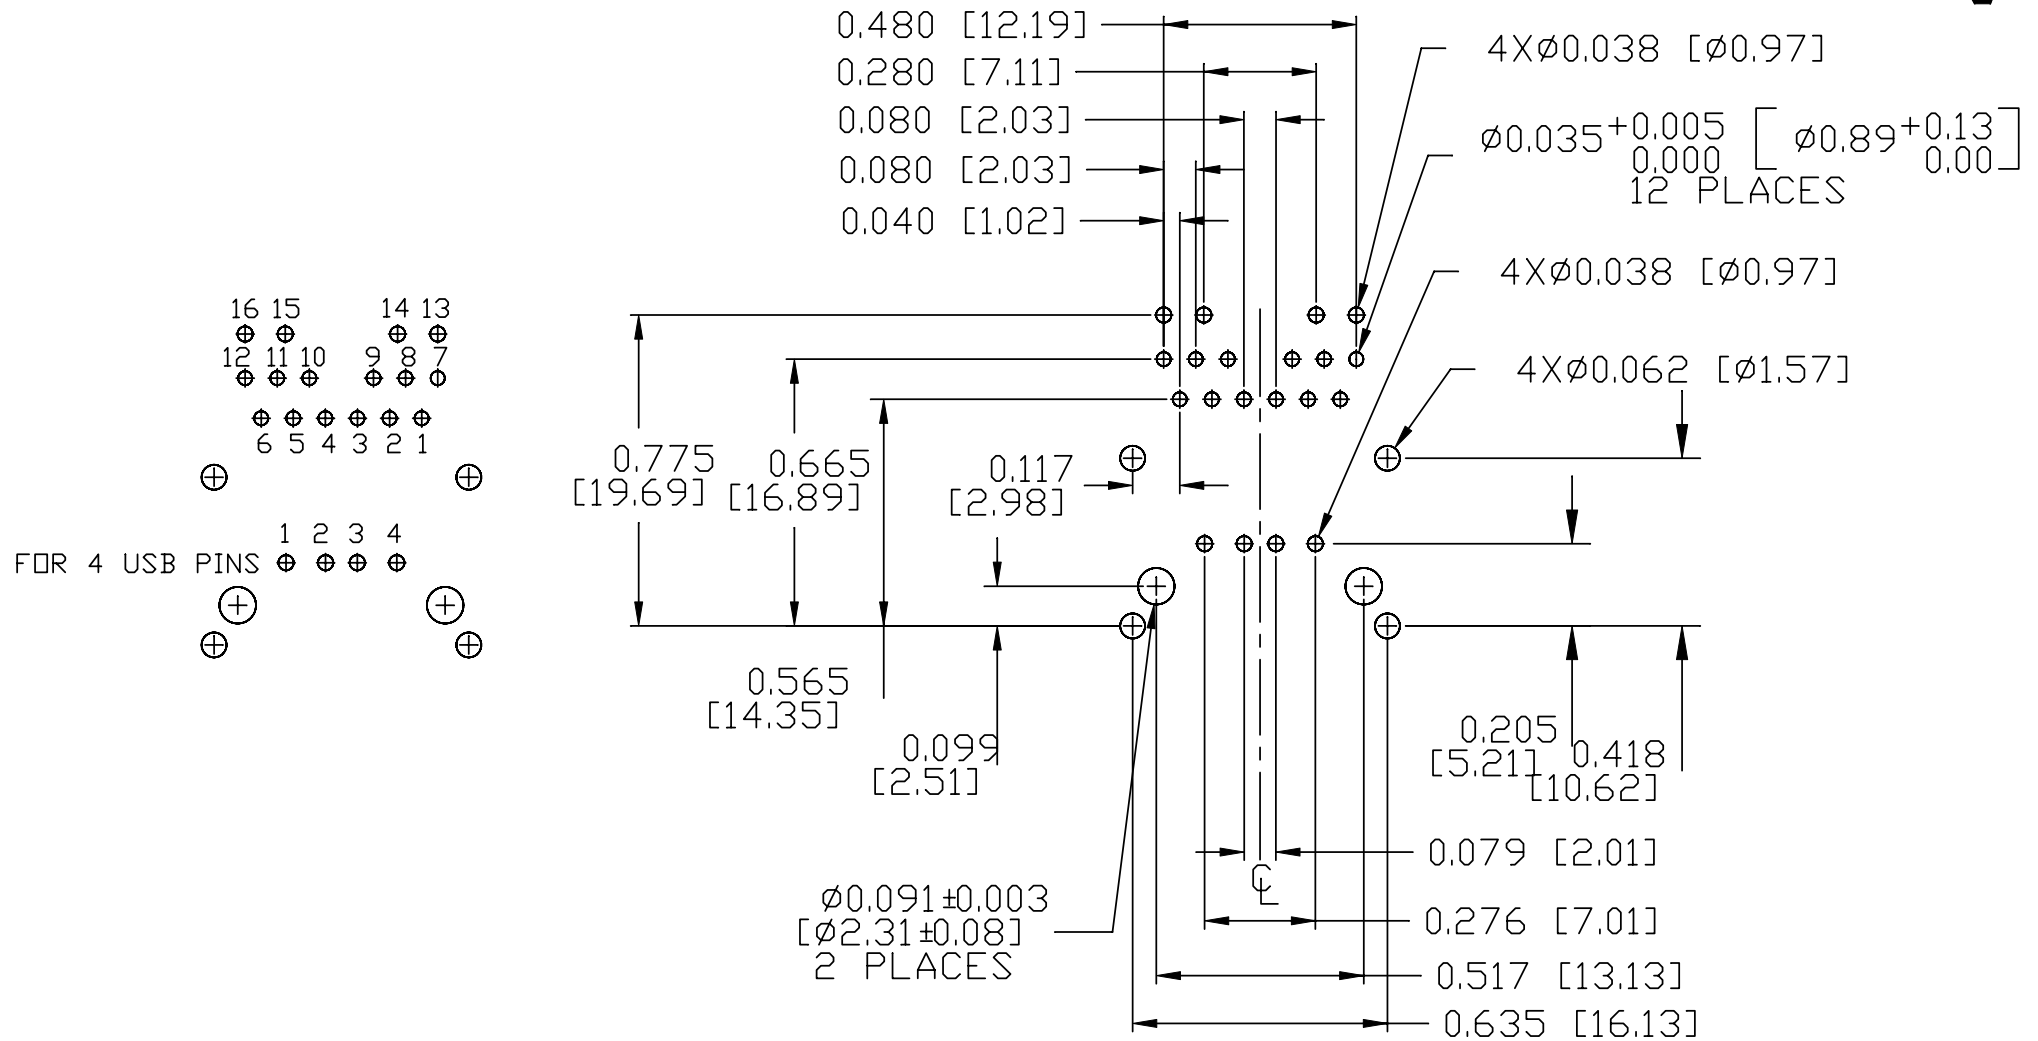 0.480 [12.19]
0.280 [7.11]
0.080 [2.03]
0.080 [2.03]
0.040 [1.02]
4XØ0.038 [Ø0.97]
Ø0.035 +0.005 [Ø0.89 +0.13]
0.000 0.00
12 PLACES
4XØ0.038 [Ø0.97]
4XØ0.062 [Ø1.57]
16 15 14 13
12 11 10 9 8 7
6 5 4 3 2 1
1 2 3 4
FOR 4 USB PINS
0.775
[19.69]
0.665
[16.89]
0.117
[2.98]
0.565
[14.35]
0.099
[2.51]
0.205
[5.21]
0.418
[10.62]
0.079 [2.01]
CL
Ø0.091±0.003
[Ø2.31±0.08]
2 PLACES
0.276 [7.01]
0.517 [13.13]
0.635 [16.13]